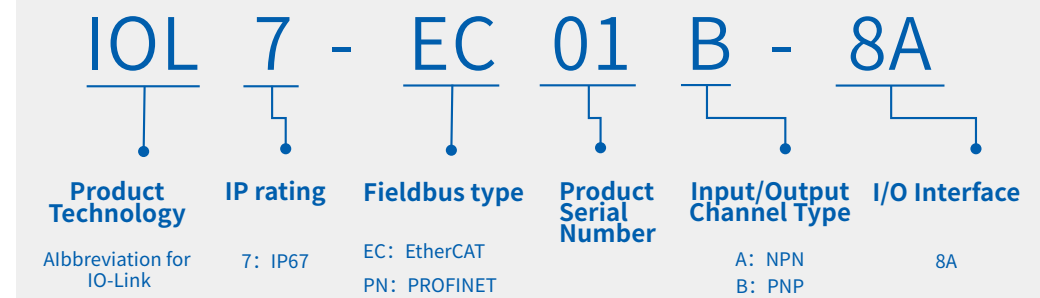 IOL 7 - EC 01 B - 8A
Product
Technology
AIbbreviation for
IO-Link
IP rating
7：IP67
Fieldbus type
EC：EtherCAT
PN：PROFINET
Product
Serial
Number
Input/Output
Channel Type
A：NPN
B：PNP
I/O Interface
8A